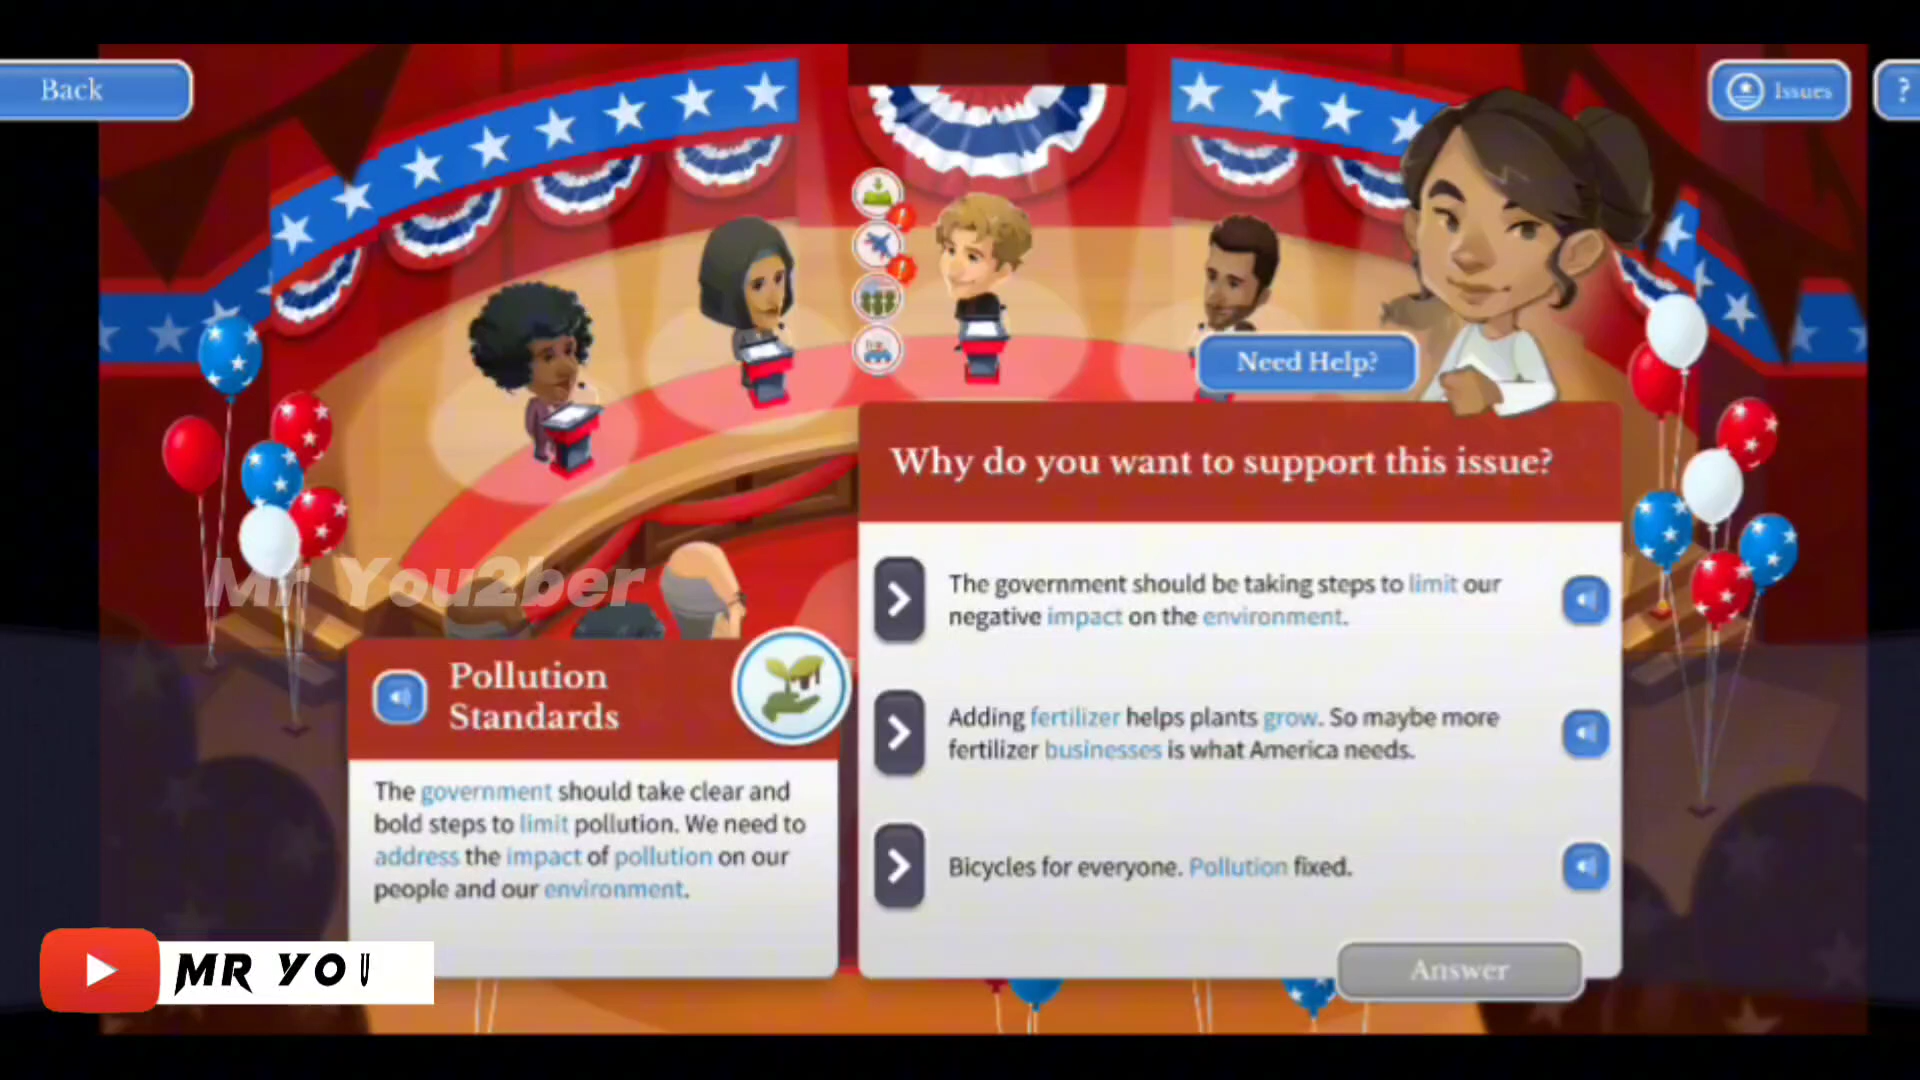 Back
Issues
?
Need Help?
Why do you want to support this issue?
The government should be taking steps to limit our
negative impact on the environment.
Adding fertilizer helps plants grow. So maybe more
fertilizer businesses is what America needs.
Bicycles for everyone. Pollution fixed.
Answer
Mr You2ber
Pollution
Standards
The government should take clear and
bold steps to limit pollution. We need to
address the impact of pollution on our
people and our environment.
MR YOU